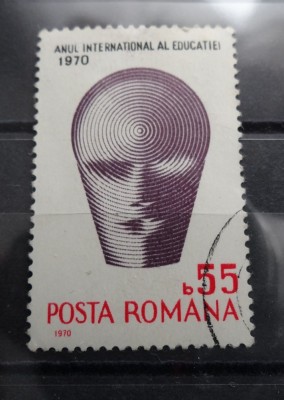 ANUL INTERNATIONAL AL EDUCATIEI
1970
b55
POSTA ROMANA
1970